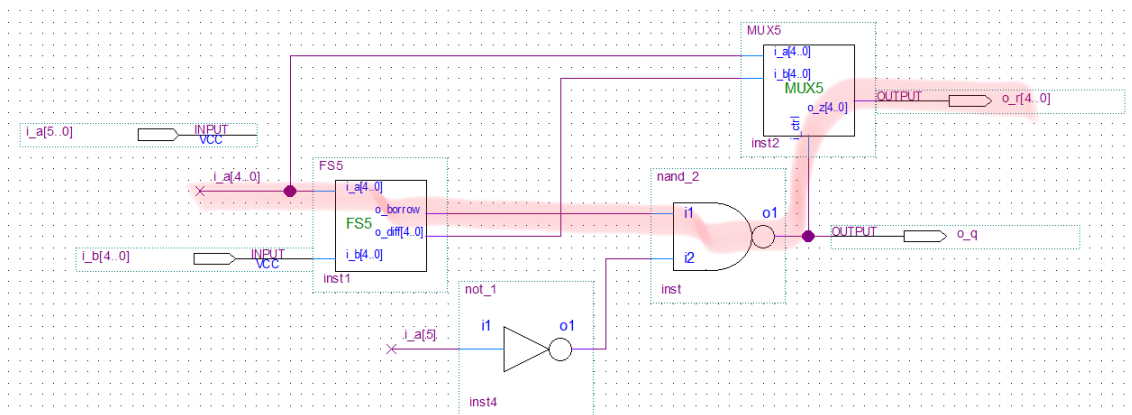 MUX5
i_a[4..0]
i_b[4..0]
MUX5
o_z[4..0]
i_ctrl
inst2
OUTPUT
o_r[4..0]
i_a[5..0]
INPUT
VCC
i_a[4..0]
FS5
i_a[4..0]
o_borrow
FS5
o_diff[4..0]
i_b[4..0]
inst1
i_b[4..0]
INPUT
VCC
nand_2
i1
o1
i2
inst
OUTPUT
o_q
not_1
i_a[5]
i1
o1
inst4